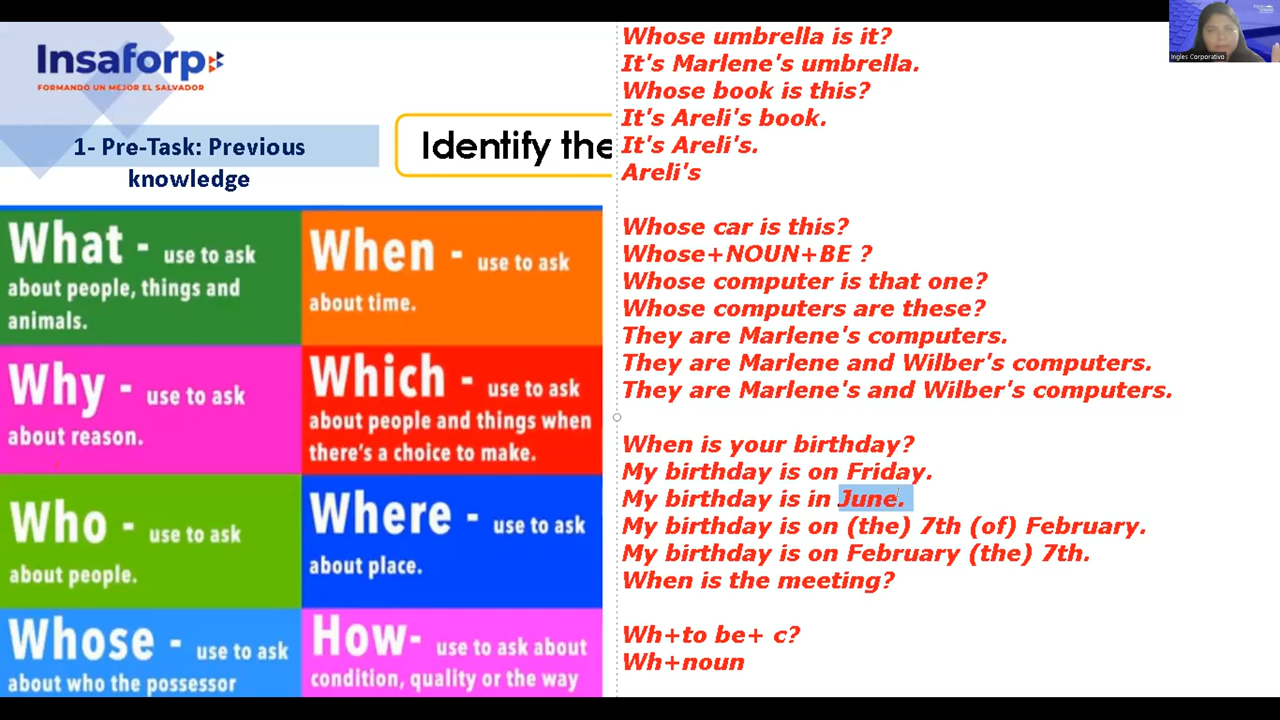 Insaforp
FORMANDO UN MEJOR EL SALVADOR
1- Pre-Task: Previous
knowledge
Identify the
What - use to ask
about people, things and
animals.
When - use to ask
about time.
Why - use to ask
about reason.
Which - use to ask
about people and things when
there's a choice to make.
Who - use to ask
about people.
Where - use to ask
about place.
Whose - use to ask
about who the possessor
How- use to ask about
condition, quality or the way
Whose umbrella is it?
It's Marlene's umbrella.
Whose book is this?
It's Areli's book.
It's Areli's.
Areli's
Whose car is this?
Whose+NOUN+BE ?
Whose computer is that one?
Whose computers are these?
They are Marlene's computers.
They are Marlene and Wilber's computers.
They are Marlene's and Wilber's computers.
When is your birthday?
My birthday is on Friday.
My birthday is in June.
My birthday is on (the) 7th (of) February.
My birthday is on February (the) 7th.
When is the meeting?
Wh+to be+ c?
Wh+noun
Ingles Corporativo